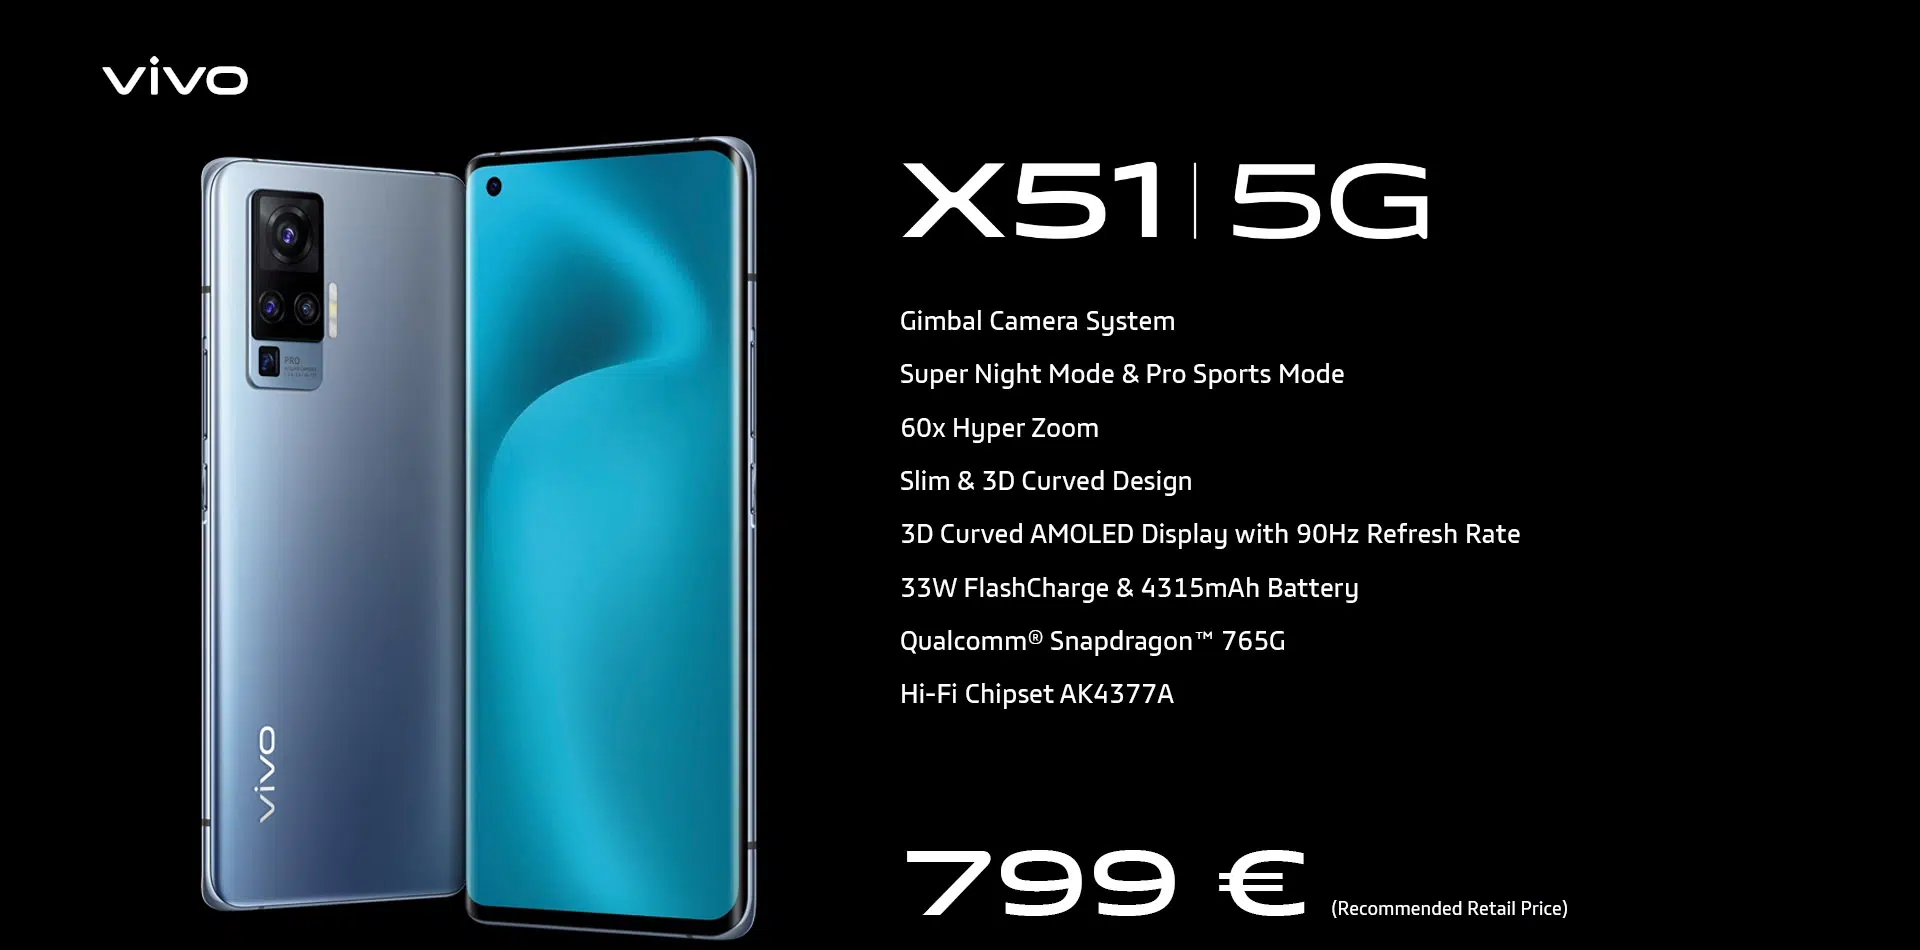 vivo
X51 | 5G
Gimbal Camera System
Super Night Mode & Pro Sports Mode
60x Hyper Zoom
Slim & 3D Curved Design
3D Curved AMOLED Display with 90Hz Refresh Rate
33W FlashCharge & 4315mAh Battery
Qualcomm® Snapdragon™ 765G
Hi-Fi Chipset AK4377A
799 € (Recommended Retail Price)
PRO
vivo